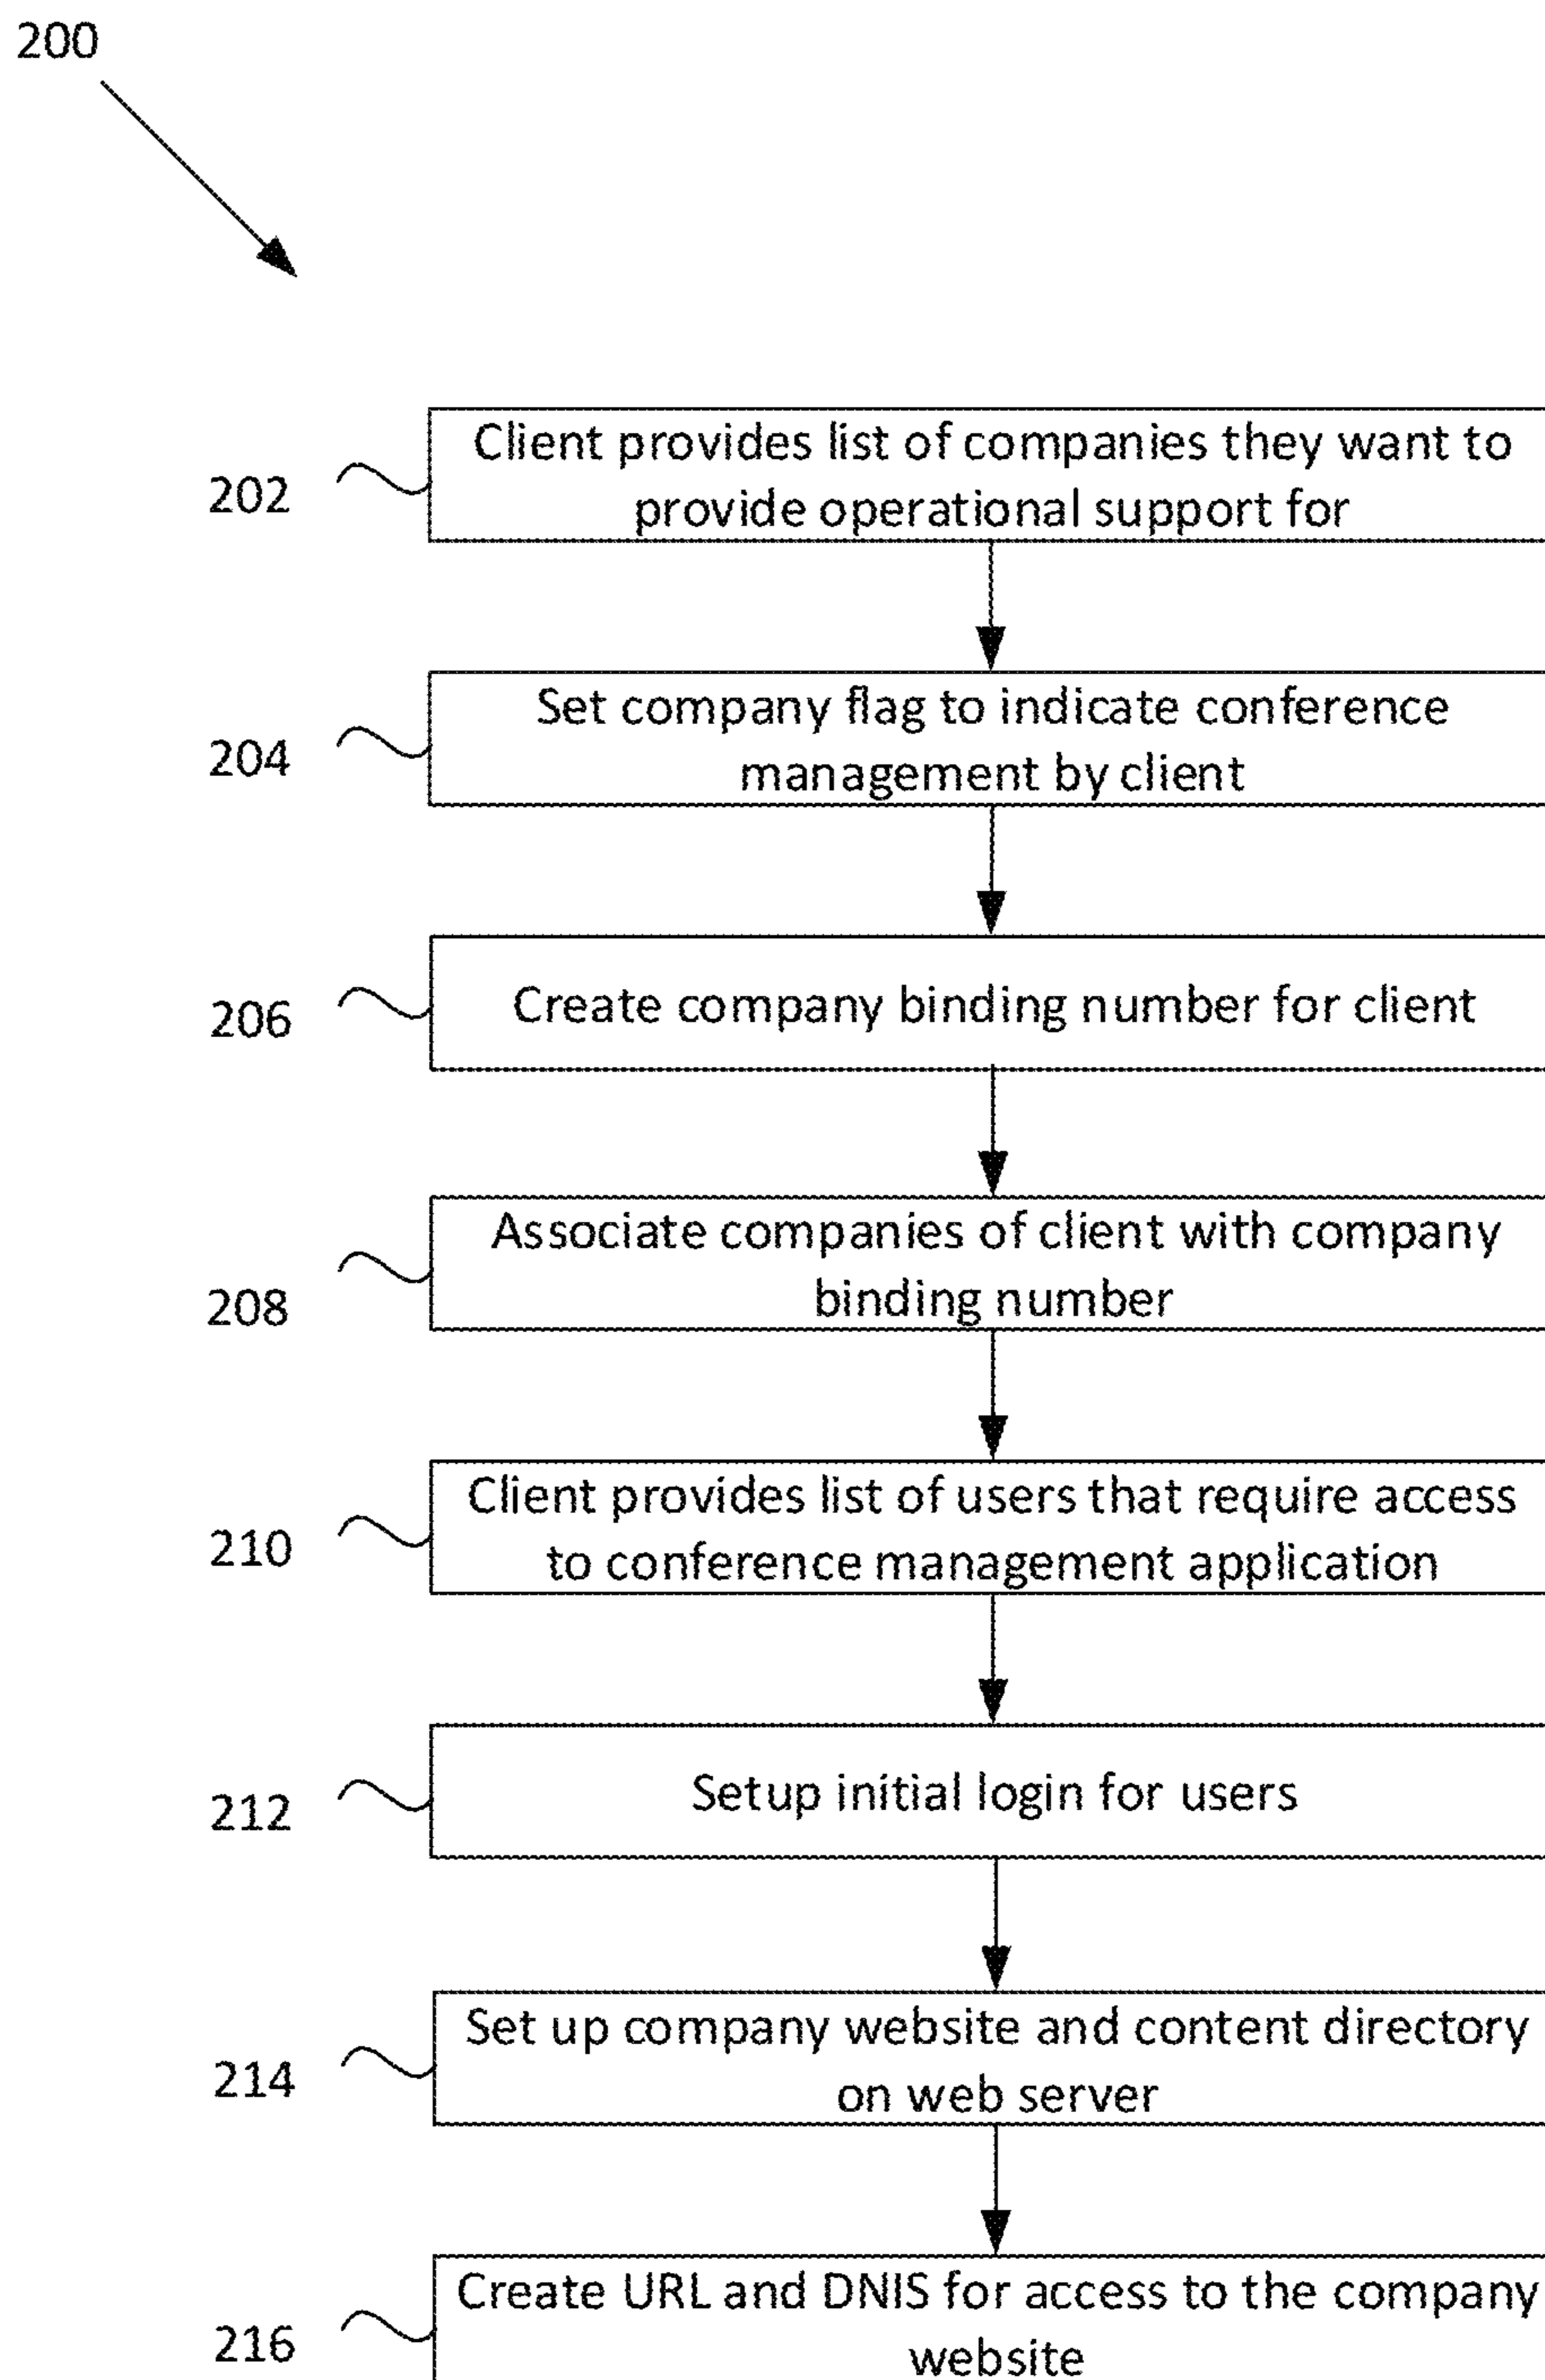 200
202
Client provides list of companies they want to
provide operational support for
204
Set company flag to indicate conference
management by client
206
Create company binding number for client
208
Associate companies of client with company
binding number
210
Client provides list of users that require access
to conference management application
212
Setup initial login for users
214
Set up company website and content directory
on web server
216
Create URL and DNIS for access to the company
website